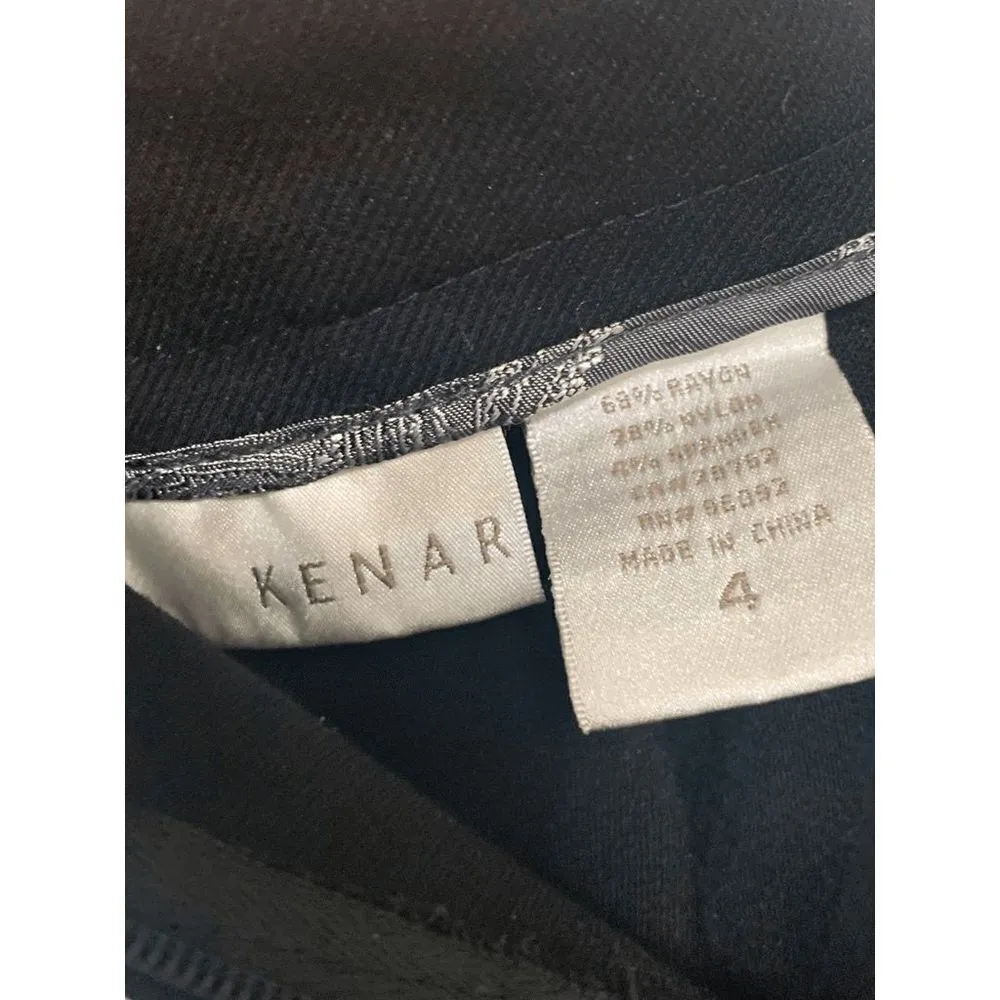 KENAR
68% RAYON
28% NYLON
4% SPANDEX
MADE IN CHINA
4